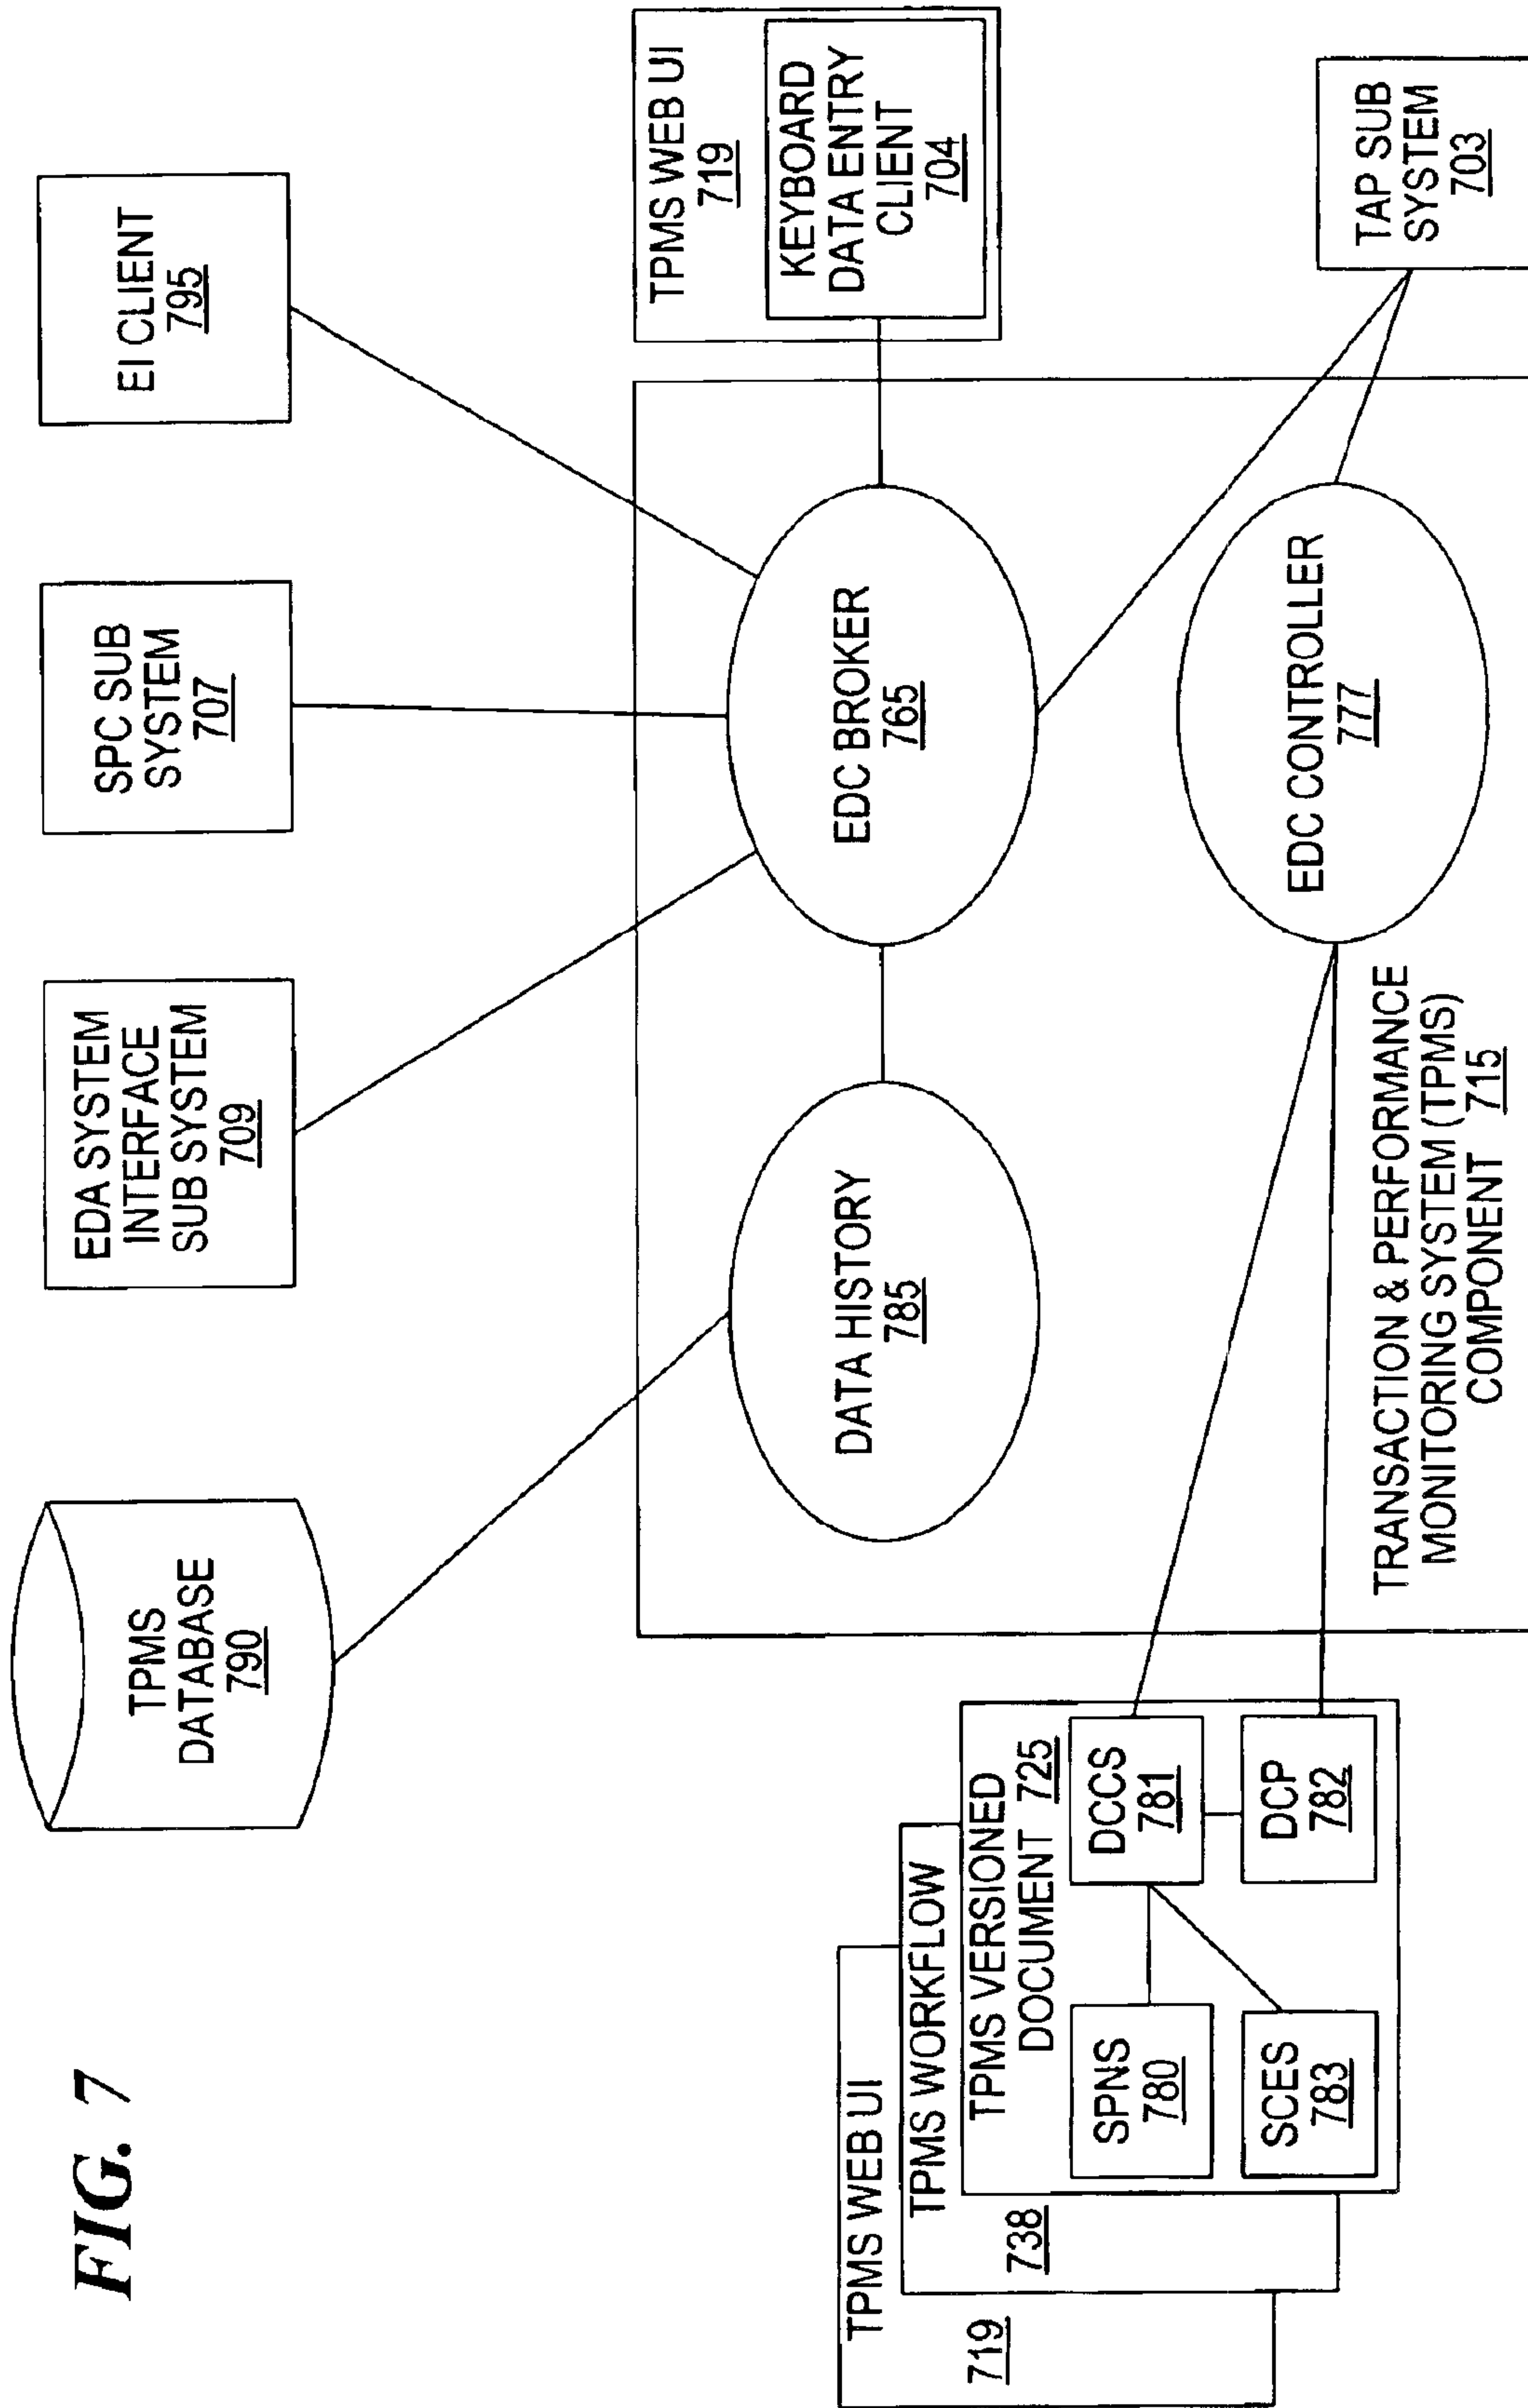 FIG. 7
TPMS
DATABASE
790
EDA SYSTEM
INTERFACE
SUB SYSTEM
709
SPC SUB
SYSTEM
707
EI CLIENT
795
TPMS WEB UI
719
KEYBOARD
DATA ENTRY
CLIENT
704
DATA HISTORY
785
EDC BROKER
765
EDC CONTROLLER
777
TAP SUB
SYSTEM
703
TPMS WEB UI
719
TPMS WORKFLOW
738
TPMS VERSIONED
DOCUMENT 725
SPNS
780
DCCS
781
SCES
783
DCP
782
TRANSACTION & PERFORMANCE
MONITORING SYSTEM (TPMS)
COMPONENT 715